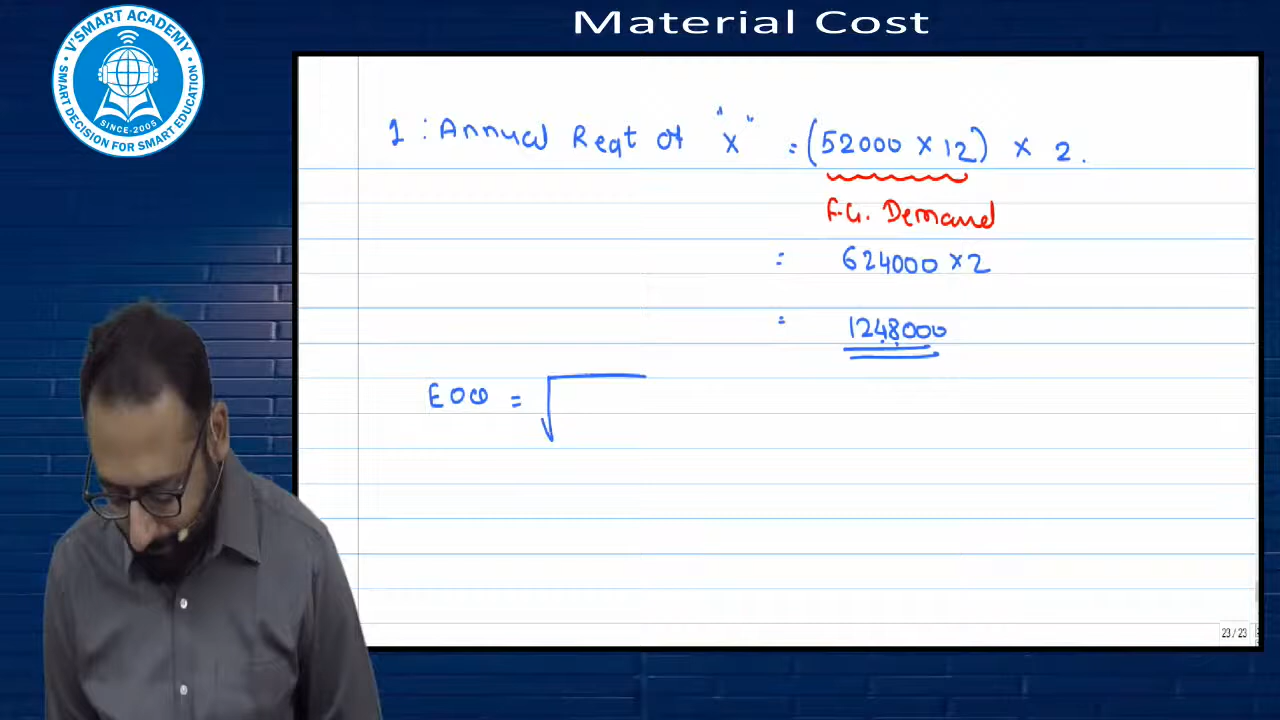 Material Cost
V'SMART ACADEMY
SINCE-2005
SMART DECISION FOR SMART EDUCATION
1 : Annual Reqt of "X" = (52000 × 12) × 2.
F.G. Demand
= 624000 × 2
= 1248000
EOQ = √
23 / 23